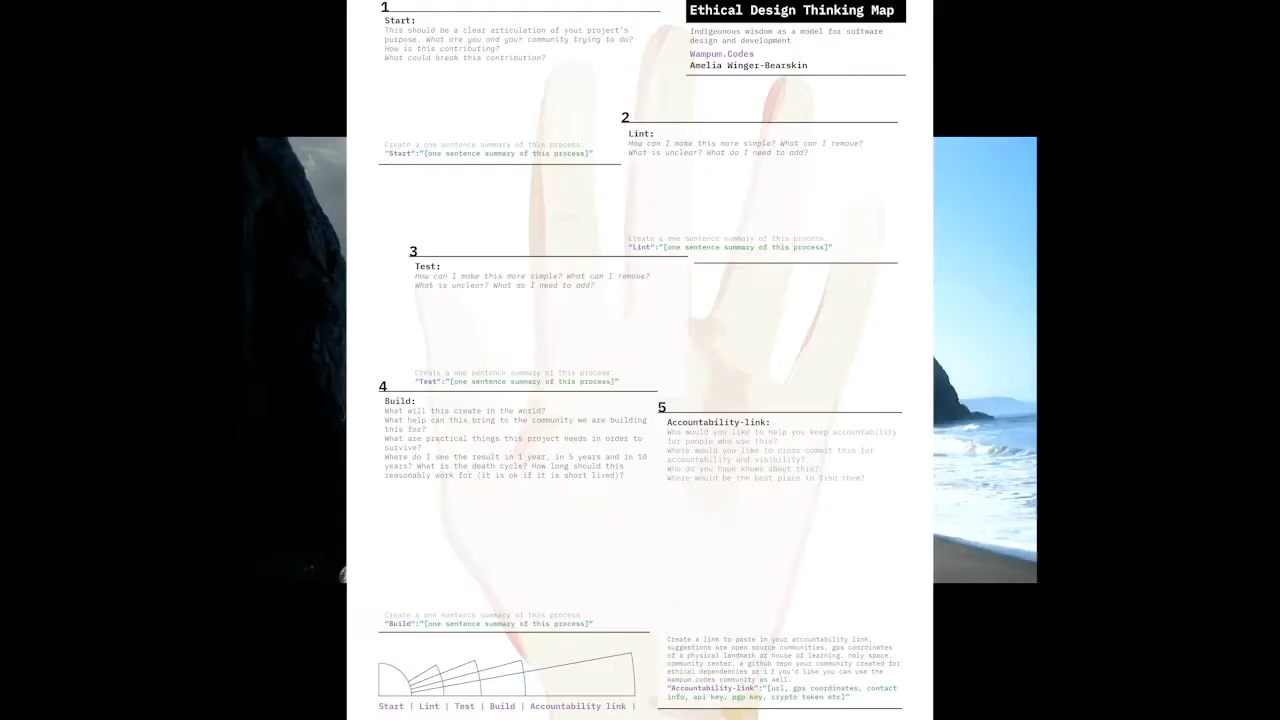 1
Start:
This should be a clear articulation of your project's
purpose. What are you and your community trying to do?
How is this contributing?
What could break this contribution?
Create a one sentence summary of this process.
"Start":"[one sentence summary of this process]"
Ethical Design Thinking Map
Indigeonous wisdom as a model for software
design and development
Wampum.Codes
Amelia Winger-Bearskin
2
Lint:
How can I make this more simple? What can I remove?
What is unclear? What do I need to add?
Create a one sentence summary of this process.
"Lint":"[one sentence summary of this process]"
3
Test:
How can I make this more simple? What can I remove?
What is unclear? What do I need to add?
Create a one sentence summary of this process.
"Test":"[one sentence summary of this process]"
4
Build:
What will this create in the world?
What help can this bring to the community we are building
this for?
What are practical things this project needs in order to
survive?
Where do I see the result in 1 year, in 5 years and in 10
years? What is the death cycle? How long should this
reasonably work for (it is ok if it is short lived)?
Create a one sentence summary of this process
"Build":"[one sentence summary of this process]"
5
Accountability-link:
Who would you like to help you keep accountability
for people who use this?
Where would you like to cross-commit this for
accountability and visibility?
Who do you hope knows about this?
Where would be the best place to find them?
Create a link to paste in your accountability link,
suggestions are open source communities, gps coordinates
of a physical landmark or house of learning, holy space,
community center, a github repo your community created for
ethical dependencies or if you'd like you can use the
wampum.codes community as well.
"Accountability-link":"[url, gps coordinates, contact
info, api key, pgp key, crypto token etc]"
Start | Lint | Test | Build | Accountability link |